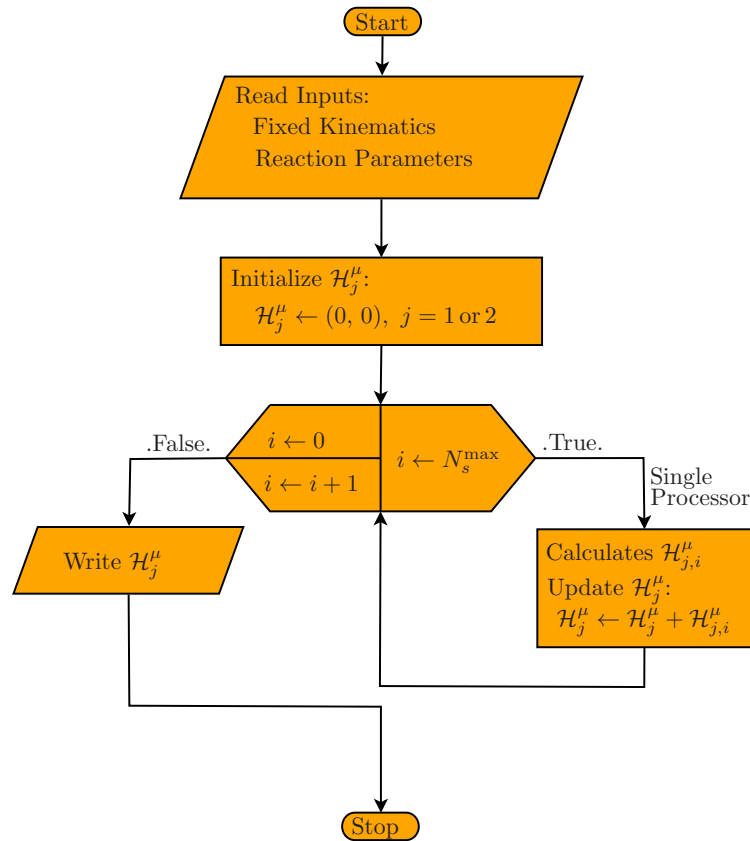 Start
Read Inputs:
Fixed Kinematics
Reaction Parameters
Initialize $\mathcal{H}_j^\mu$:
$\mathcal{H}_j^\mu \leftarrow (0,\, 0),\ j = 1\,\mathrm{or}\,2$
.False.
$i \leftarrow 0$
$i \leftarrow i + 1$
$i \leftarrow N_s^{\max}$
.True.
Single
Processor
Write $\mathcal{H}_j^\mu$
Calculates $\mathcal{H}_{j,i}^\mu$
Update $\mathcal{H}_j^\mu$:
$\mathcal{H}_j^\mu \leftarrow \mathcal{H}_j^\mu + \mathcal{H}_{j,i}^\mu$
Stop